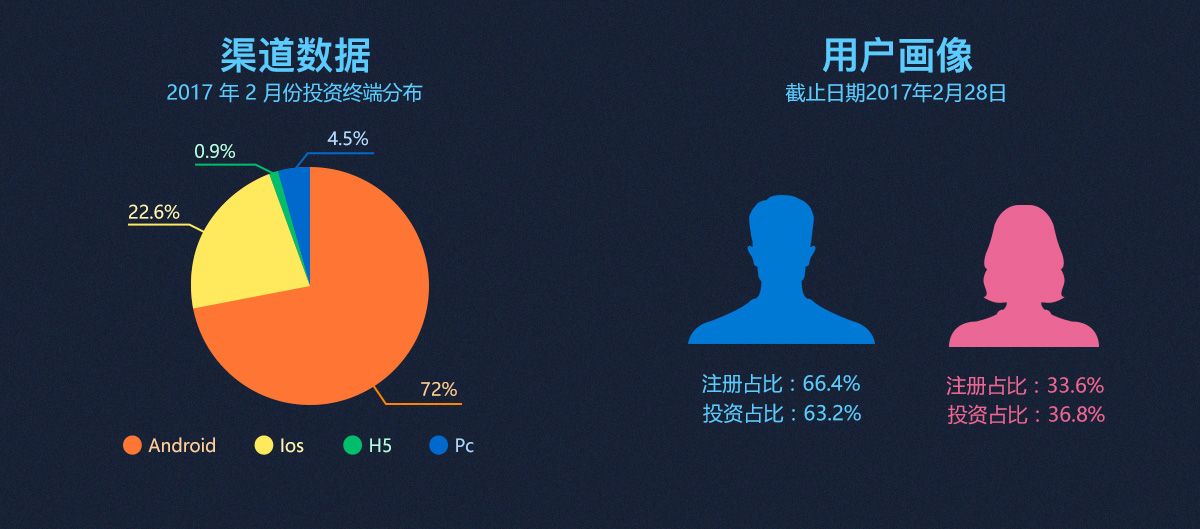 渠道数据
2017 年 2 月份投资终端分布
4.5%
0.9%
22.6%
72%
Android
Ios
H5
Pc
用户画像
截止日期2017年2月28日
注册占比：66.4%
投资占比：63.2%
注册占比：33.6%
投资占比：36.8%